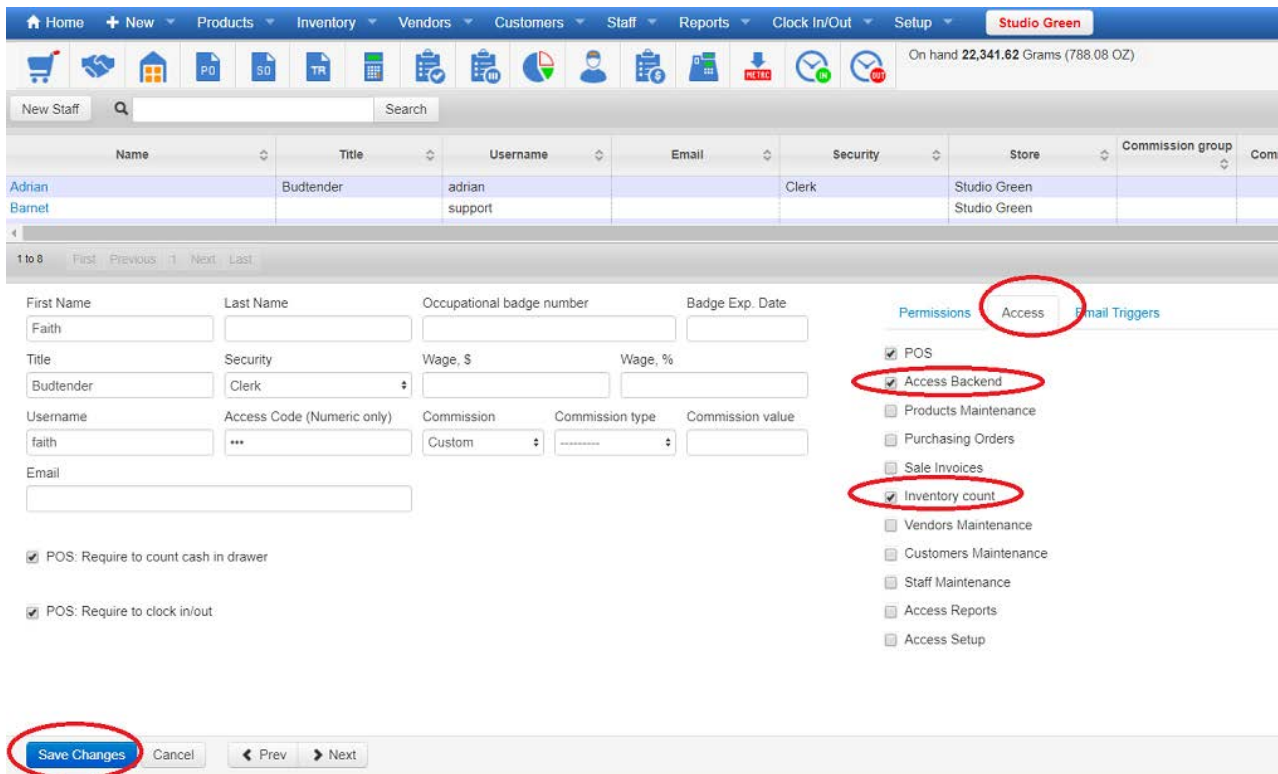 Home New Products Inventory Vendors Customers Staff Reports Clock In/Out Setup Studio Green
PO SO TR METRC IN OUT On hand 22,341.62 Grams (788.08 OZ)
New Staff Search
Name Title Username Email Security Store Commission group Com
Adrian Budtender adrian Clerk Studio Green
Barnet support Studio Green
1 to 8 First Previous 1 Next Last
First Name Last Name Occupational badge number Badge Exp. Date
Permissions Access Email Triggers
Faith
Title Security Wage, $ Wage, %
Budtender Clerk
Username Access Code (Numeric only) Commission Commission type Commission value
faith ••• Custom ---------
Email
POS: Require to count cash in drawer
POS: Require to clock in/out
POS
Access Backend
Products Maintenance
Purchasing Orders
Sale Invoices
Inventory count
Vendors Maintenance
Customers Maintenance
Staff Maintenance
Access Reports
Access Setup
Save Changes Cancel Prev Next